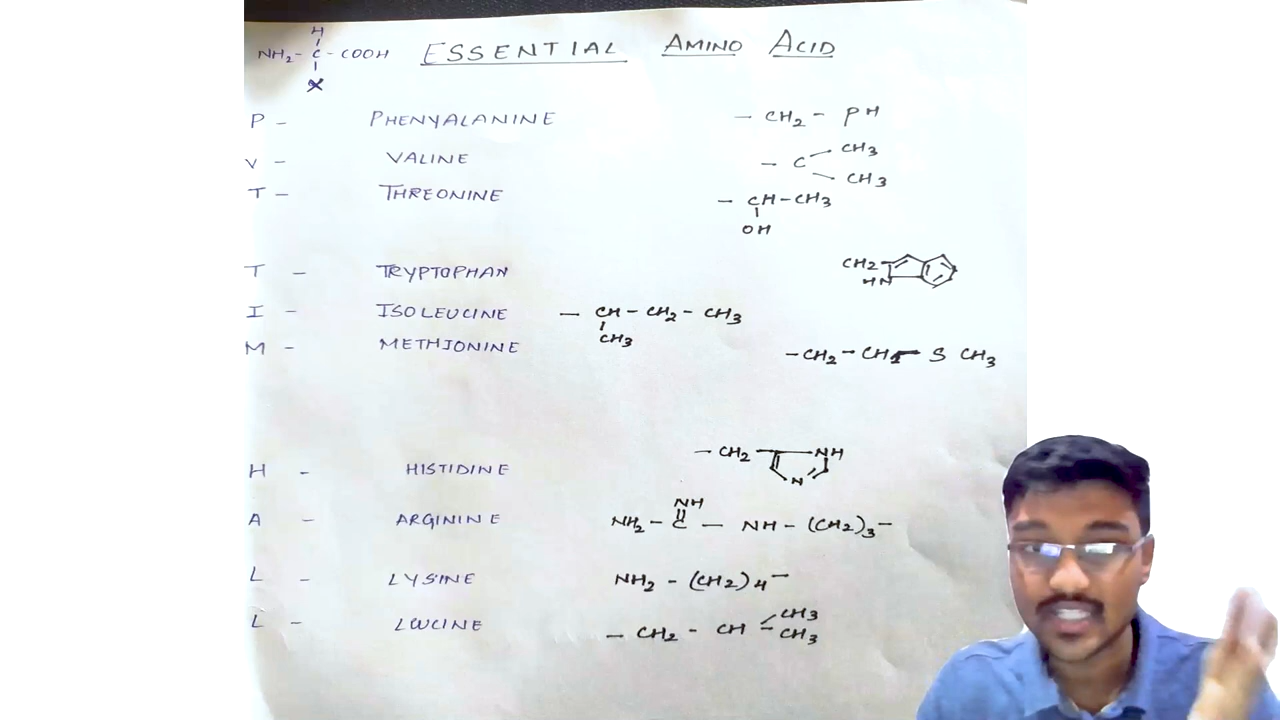 H
NH2 - C - COOH ESSENTIAL AMINO ACID
X
P - PHENYALANINE - CH2 - PH
V - VALINE - C CH3
CH3
T - THREONINE - CH - CH3
OH
T - TRYPTOPHAN CH2
HN
I - ISOLEUCINE - CH - CH2 - CH3
CH3
M - METHIONINE - CH2 - CH2 - S CH3
H - HISTIDINE - CH2 NH
N
NH
A - ARGININE NH2 - C - NH - (CH2)3 -
L - LYSINE NH2 - (CH2)4 -
L - LUCINE - CH2 - CH CH3
CH3